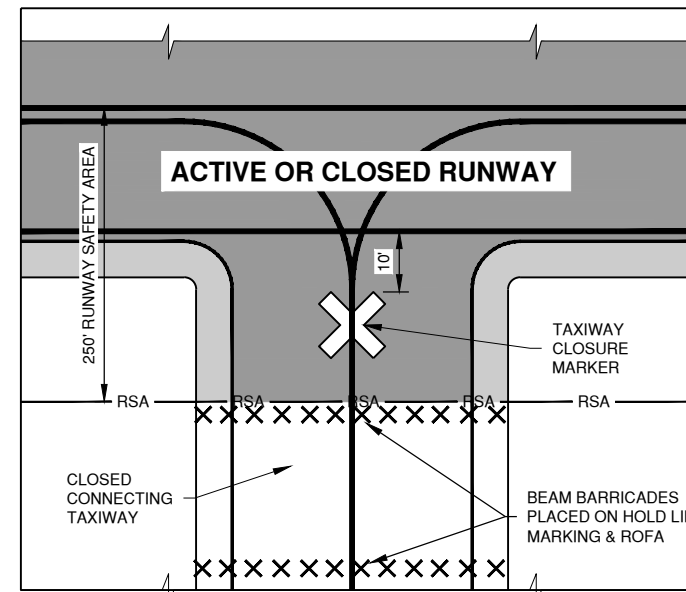 ACTIVE OR CLOSED RUNWAY
250' RUNWAY SAFETY AREA
10'
TAXIWAY
CLOSURE
MARKER
RSA RSA RSA RSA RSA
CLOSED
CONNECTING
TAXIWAY
BEAM BARRICADES
PLACED ON HOLD
MARKING & ROFA